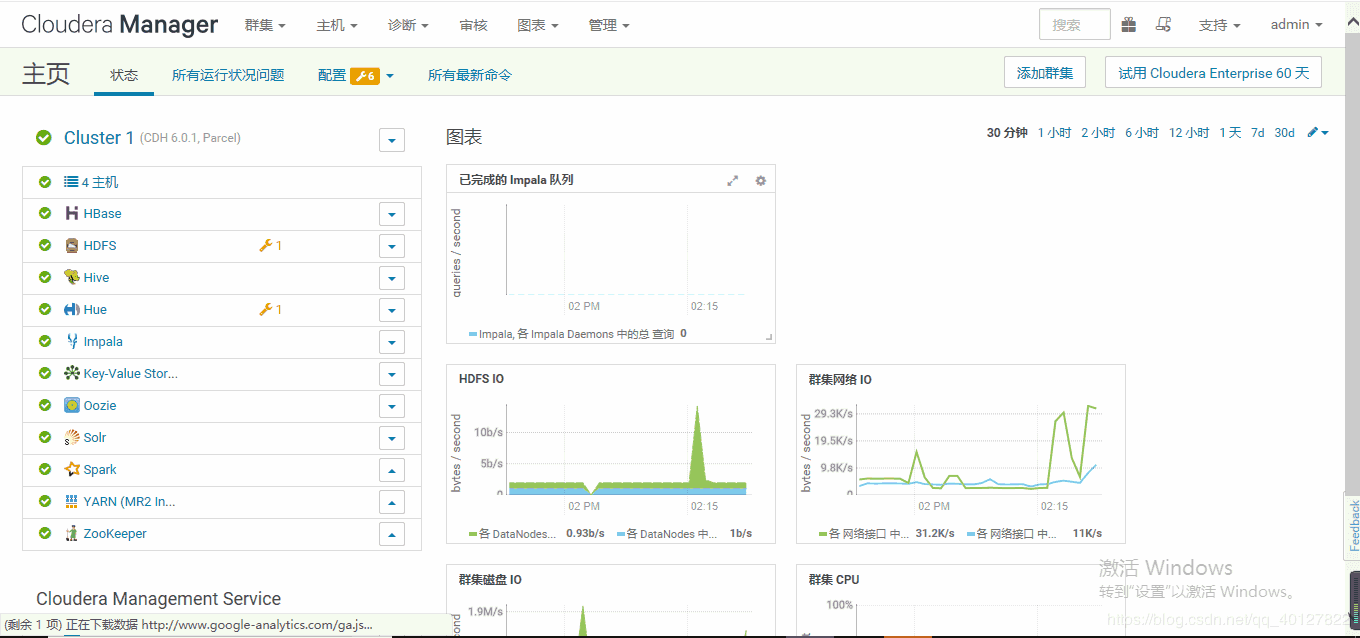 Cloudera Manager 群集 主机 诊断 审核 图表 管理 搜索 支持 admin
主页 状态 所有运行状况问题 配置 6 所有最新命令 添加群集 试用 Cloudera Enterprise 60 天
Cluster 1 (CDH 6.0.1, Parcel)
4 主机
HBase
HDFS 1
Hive
Hue 1
Impala
Key-Value Stor...
Oozie
Solr
Spark
YARN (MR2 In...
ZooKeeper
Cloudera Management Service
图表 30 分钟 1 小时 2 小时 6 小时 12 小时 1 天 7d 30d
已完成的 Impala 队列
queries / second
02 PM 02:15
Impala, 各 Impala Daemons 中的总 查询 0
HDFS IO
bytes / second
10b/s
5b/s
0
02 PM 02:15
各 DataNodes... 0.93b/s 各 DataNodes 中... 1b/s
群集网络 IO
bytes / second
29.3K/s
19.5K/s
9.8K/s
0
02 PM 02:15
各 网络接口 中... 31.2K/s 各 网络接口 中... 11K/s
群集磁盘 IO
1.9M/s
群集 CPU
100%
Feedback
激活 Windows
转到"设置"以激活 Windows。
(剩余 1 项) 正在下载数据 http://www.google-analytics.com/ga.js...